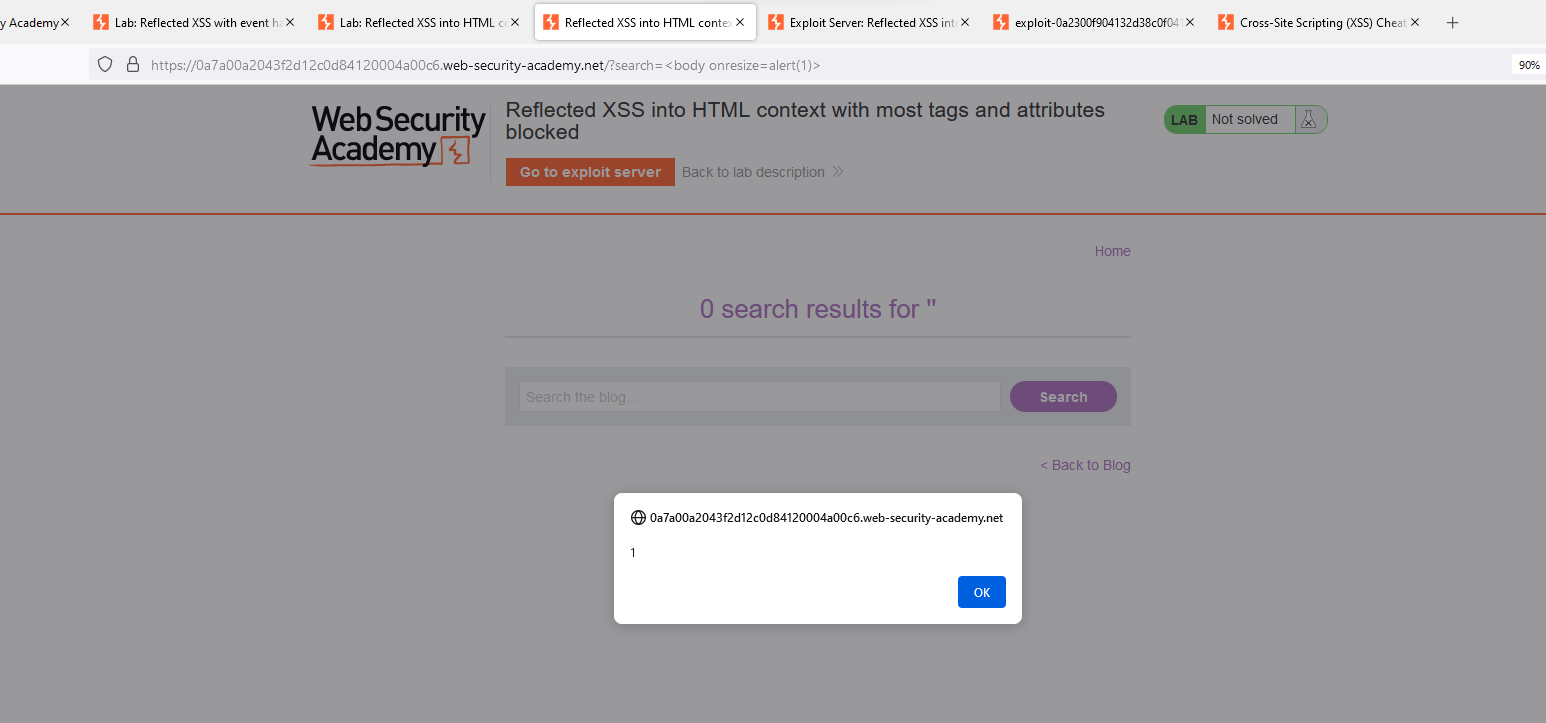 y Academy
Lab: Reflected XSS with event ha
Lab: Reflected XSS into HTML co
Reflected XSS into HTML contex
Exploit Server: Reflected XSS into
exploit-0a2300f904132d38c0f041
Cross-Site Scripting (XSS) Cheat
https://0a7a00a2043f2d12c0d84120004a00c6.web-security-academy.net/?search=<body onresize=alert(1)>
90%
Web Security
Academy
Reflected XSS into HTML context with most tags and attributes
blocked
LAB Not solved
Go to exploit server Back to lab description
Home
0 search results for "
Search the blog...
Search
< Back to Blog
0a7a00a2043f2d12c0d84120004a00c6.web-security-academy.net
1
OK